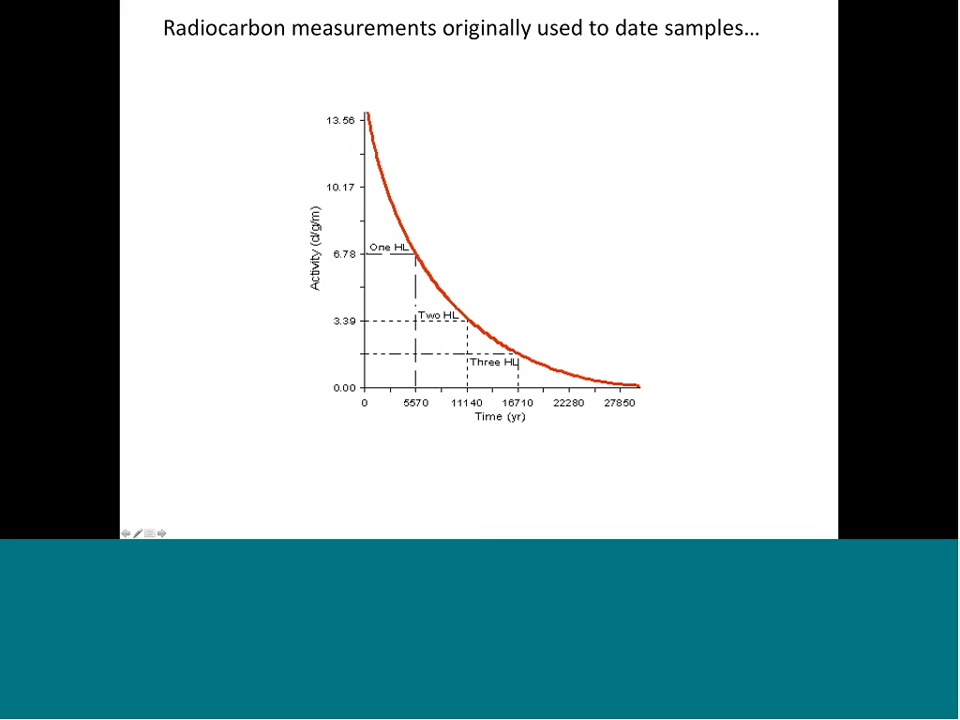 Radiocarbon measurements originally used to date samples…
13.56
10.17
Activity (d/g/m)
One HL
6.78
Two HL
3.39
Three HL
0.00
0 5570 11140 16710 22280 27850
Time (yr)